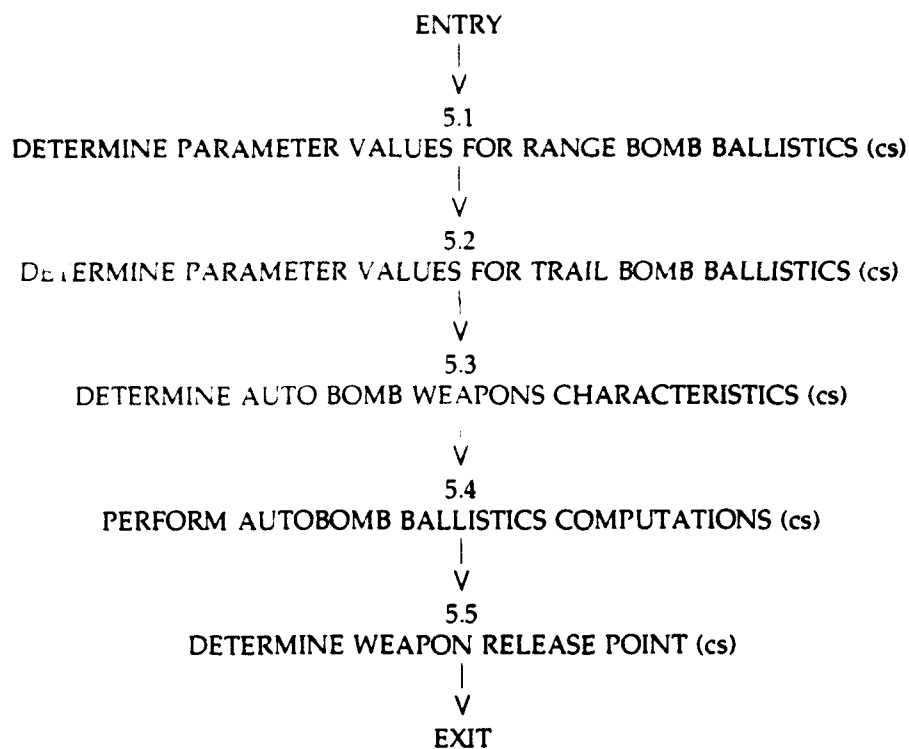 ENTRY
5.1
DETERMINE PARAMETER VALUES FOR RANGE BOMB BALLISTICS (cs)
5.2
DETERMINE PARAMETER VALUES FOR TRAIL BOMB BALLISTICS (cs)
5.3
DETERMINE AUTO BOMB WEAPONS CHARACTERISTICS (cs)
5.4
PERFORM AUTOBOMB BALLISTICS COMPUTATIONS (cs)
5.5
DETERMINE WEAPON RELEASE POINT (cs)
EXIT